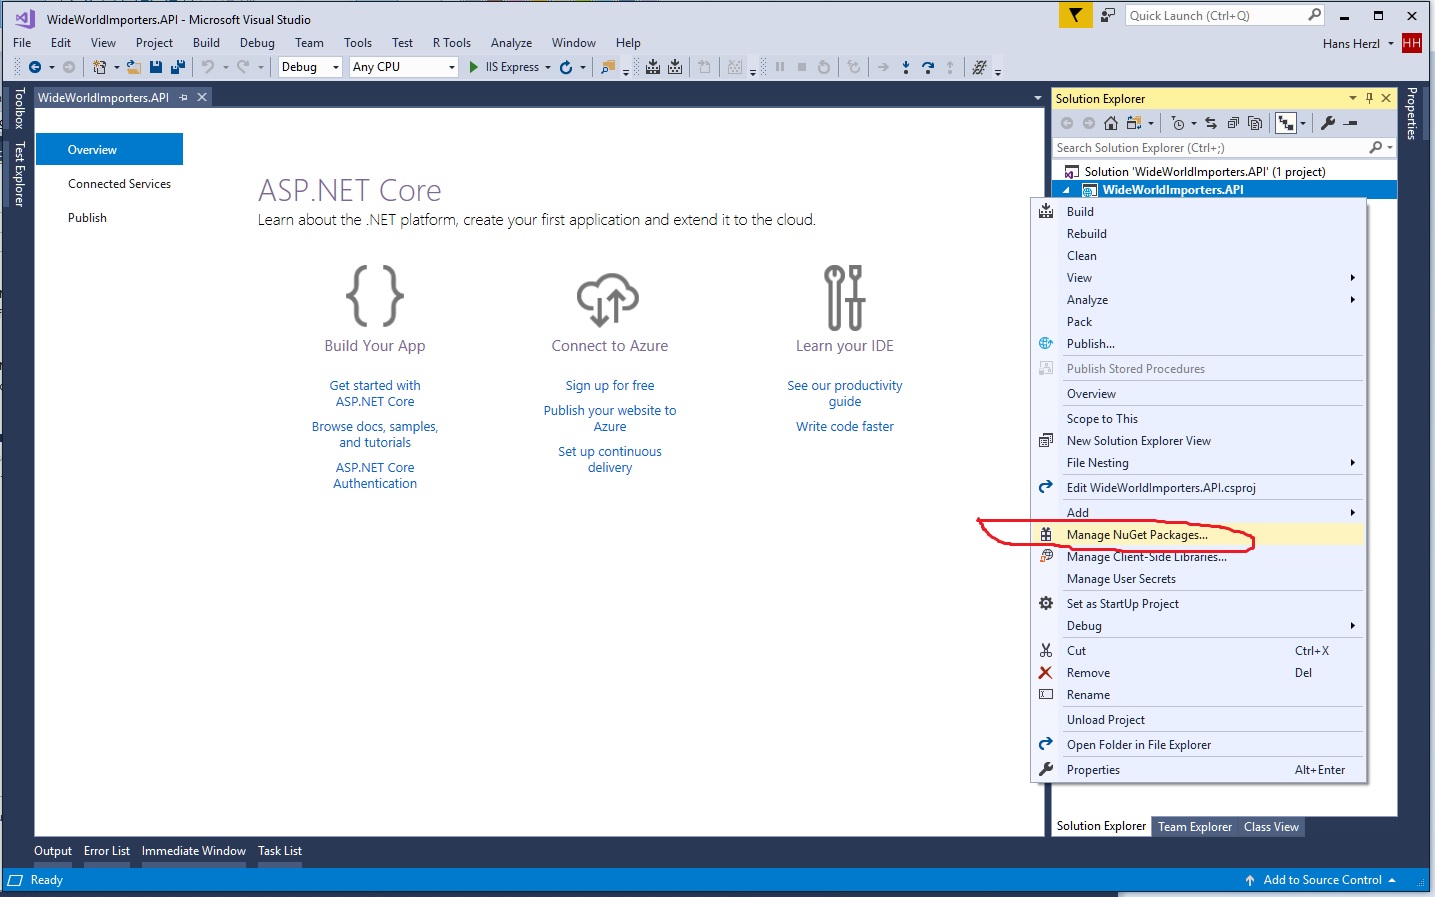 WideWorldImporters.API - Microsoft Visual Studio
Quick Launch (Ctrl+Q)
File Edit View Project Build Debug Team Tools Test R Tools Analyze Window Help
Hans Herzl HH
Debug Any CPU IIS Express
Toolbox
Test Explorer
WideWorldImporters.API
Overview
Connected Services
Publish
ASP.NET Core
Learn about the .NET platform, create your first application and extend it to the cloud.
Build Your App
Get started with
ASP.NET Core
Browse docs, samples,
and tutorials
ASP.NET Core
Authentication
Connect to Azure
Sign up for free
Publish your website to
Azure
Set up continuous
delivery
Learn your IDE
See our productivity
guide
Write code faster
Solution Explorer
Properties
Search Solution Explorer (Ctrl+;)
Solution 'WideWorldImporters.API' (1 project)
WideWorldImporters.API
Build
Rebuild
Clean
View
Analyze
Pack
Publish...
Publish Stored Procedures
Overview
Scope to This
New Solution Explorer View
File Nesting
Edit WideWorldImporters.API.csproj
Add
Manage NuGet Packages...
Manage Client-Side Libraries...
Manage User Secrets
Set as StartUp Project
Debug
Cut Ctrl+X
Remove Del
Rename
Unload Project
Open Folder in File Explorer
Properties Alt+Enter
Solution Explorer Team Explorer Class View
Output Error List Immediate Window Task List
Ready
Add to Source Control